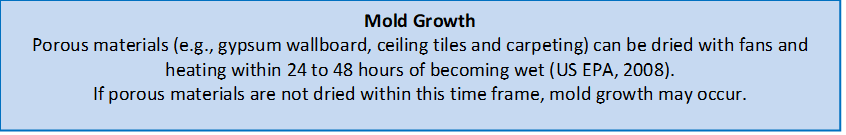 Mold Growth
Porous materials (e.g., gypsum wallboard, ceiling tiles and carpeting) can be dried with fans and
heating within 24 to 48 hours of becoming wet (US EPA, 2008).
If porous materials are not dried within this time frame, mold growth may occur.